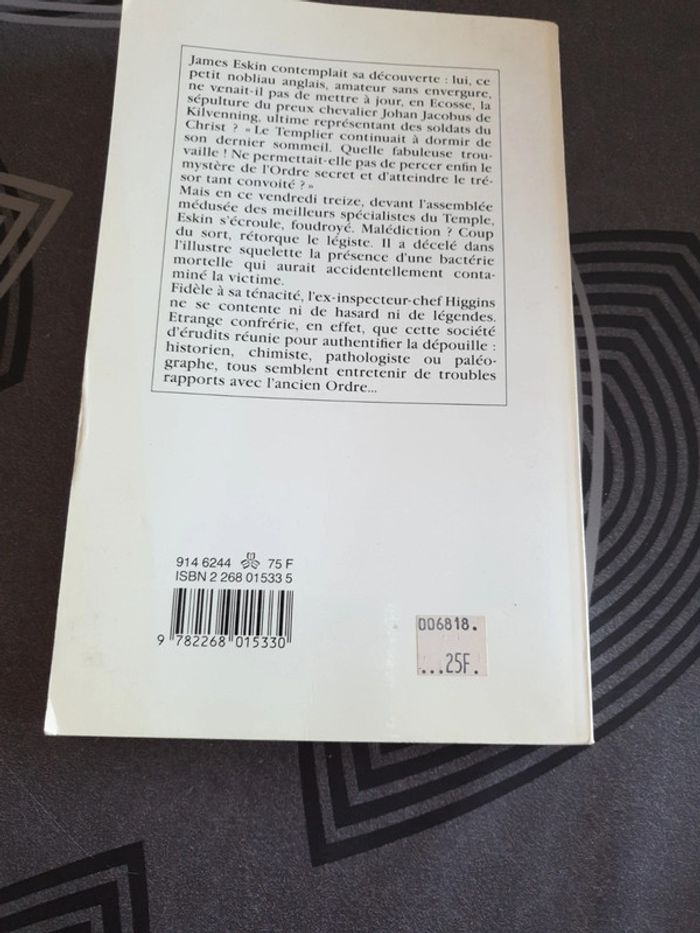 James Eskin contemplait sa découverte : lui, ce
petit nobliau anglais, amateur sans envergure,
ne venait-il pas de mettre à jour, en Ecosse, la
sépulture du preux chevalier Johan Jacobus de
Kilvenning, ultime représentant des soldats du
Christ ? « Le Templier continuait à dormir de
son dernier sommeil. Quelle fabuleuse trou-
vaille ! Ne permettait-elle pas de percer enfin le
mystère de l'Ordre secret et d'atteindre le tré-
sor tant convoité ? »
Mais en ce vendredi treize, devant l'assemblée
médusée des meilleurs spécialistes du Temple,
Eskin s'écroule, foudroyé. Malédiction ? Coup
du sort, rétorque le légiste. Il a décelé dans
l'illustre squelette la présence d'une bactérie
mortelle qui aurait accidentellement conta-
miné la victime.
Fidèle à sa ténacité, l'ex-inspecteur-chef Higgins
ne se contente ni de hasard ni de légendes.
Etrange confrérie, en effet, que cette société
d'érudits réunie pour authentifier la dépouille :
historien, chimiste, pathologiste ou paléo-
graphe, tous semblent entretenir de troubles
rapports avec l'ancien Ordre...
914 6244 75 F
ISBN 2 268 01533 5
9 782268 015330
006818.
...25F.